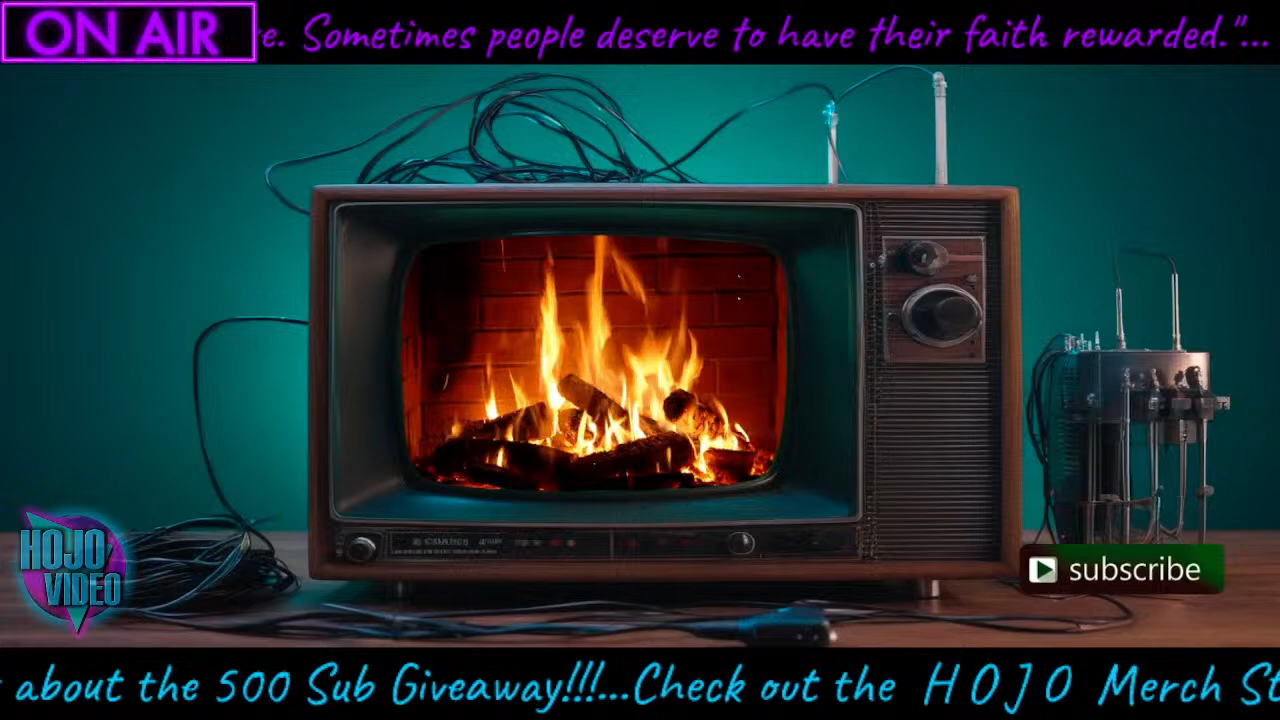 ON AIR
e. Sometimes people deserve to have their faith rewarded."...
HOJO
VIDEO
subscribe
about the 500 Sub Giveaway!!!...Check out the H O J O Merch St